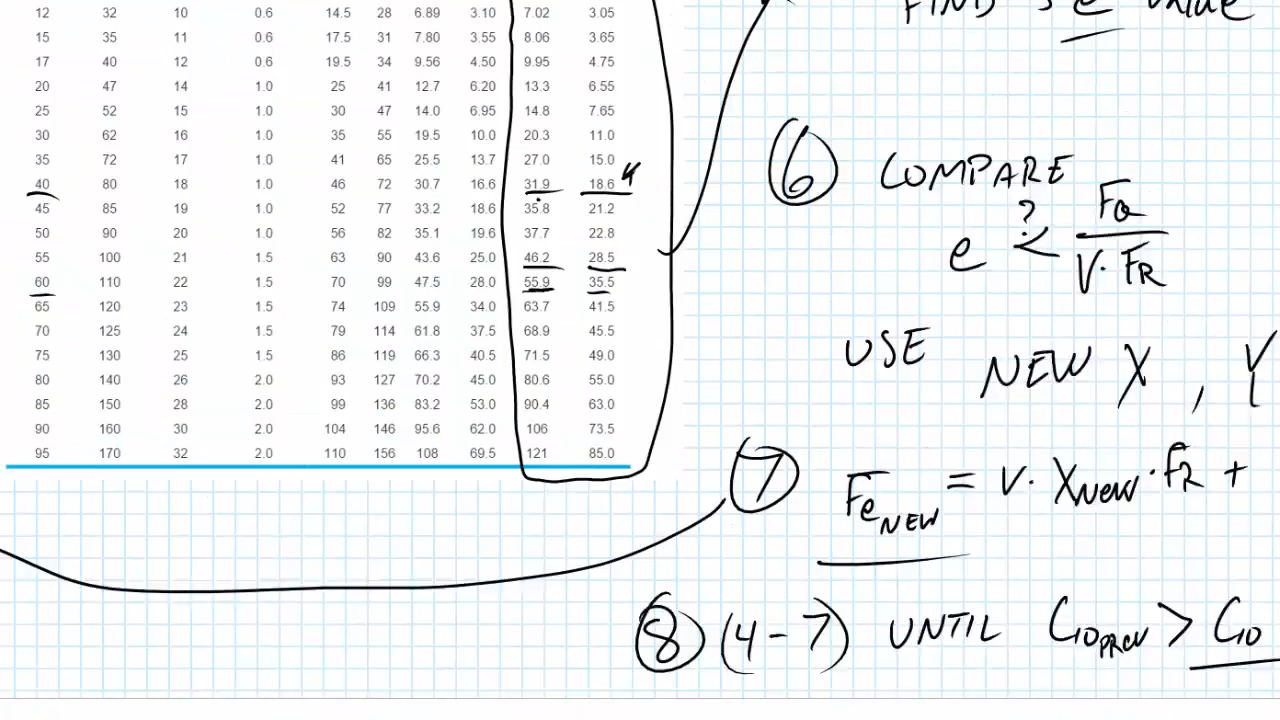 12 32 10 0.6 14.5 28 6.89 3.10 7.02 3.05
15 35 11 0.6 17.5 31 7.80 3.55 8.06 3.65
17 40 12 0.6 19.5 34 9.56 4.50 9.95 4.75
20 47 14 1.0 25 41 12.7 6.20 13.3 6.55
25 52 15 1.0 30 47 14.0 6.95 14.8 7.65
30 62 16 1.0 35 55 19.5 10.0 20.3 11.0
35 72 17 1.0 41 65 25.5 13.7 27.0 15.0
40 80 18 1.0 46 72 30.7 16.6 31.9 18.6
45 85 19 1.0 52 77 33.2 18.6 35.8 21.2
50 90 20 1.0 56 82 35.1 19.6 37.7 22.8
55 100 21 1.5 63 90 43.6 25.0 46.2 28.5
60 110 22 1.5 70 99 47.5 28.0 55.9 35.5
65 120 23 1.5 74 109 55.9 34.0 63.7 41.5
70 125 24 1.5 79 114 61.8 37.5 68.9 45.5
75 130 25 1.5 86 119 66.3 40.5 71.5 49.0
80 140 26 2.0 93 127 70.2 45.0 80.6 55.0
85 150 28 2.0 99 136 83.2 53.0 90.4 63.0
90 160 30 2.0 104 146 95.6 62.0 106 73.5
95 170 32 2.0 110 156 108 69.5 121 85.0
FIND e value
6 COMPARE
e <? Fa / V · FR
USE NEW X , Y
7 Fe NEW = V · XNEW · FR +
8 (4-7) UNTIL C10 PREV > C10